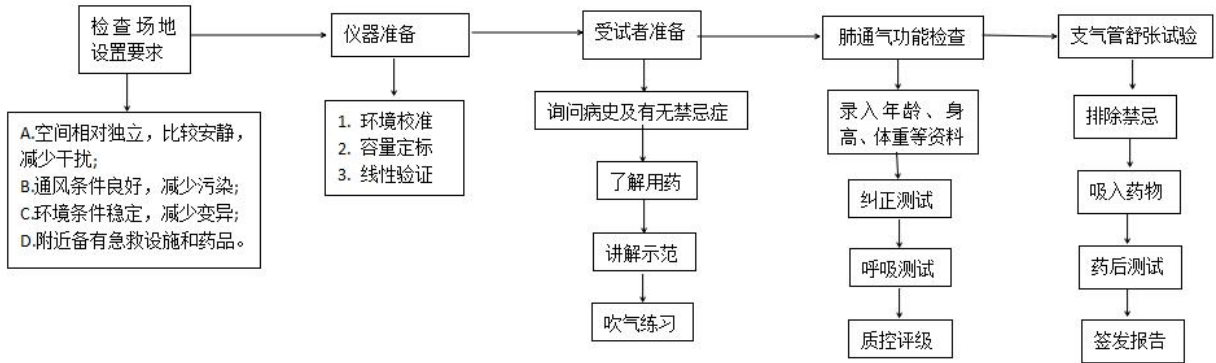 检查场地
设置要求
仪器准备
受试者准备
肺通气功能检查
支气管舒张试验
A.空间相对独立，比较安静，
减少干扰;
B.通风条件良好，减少污染;
C.环境条件稳定，减少变异;
D.附近备有急救设施和药品。
1. 环境校准
2. 容量定标
3. 线性验证
询问病史及有无禁忌症
了解用药
讲解示范
吹气练习
录入年龄、身
高、体重等资料
纠正测试
呼吸测试
质控评级
排除禁忌
吸入药物
药后测试
签发报告